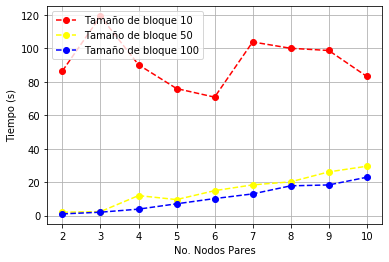 Tamaño de bloque 10
Tamaño de bloque 50
Tamaño de bloque 100
120
100
80
60
40
20
0
Tiempo (s)
2 3 4 5 6 7 8 9 10
No. Nodos Pares